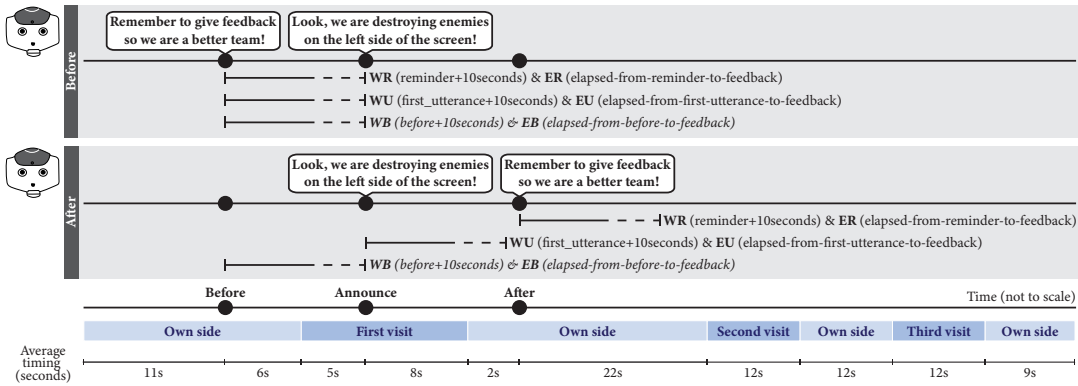 Remember to give feedback
so we are a better team!
Look, we are destroying enemies
on the left side of the screen!
Before
WR (reminder+10seconds) & ER (elapsed-from-reminder-to-feedback)
WU (first_utterance+10seconds) & EU (elapsed-from-first-utterance-to-feedback)
WB (before+10seconds) & EB (elapsed-from-before-to-feedback)
Look, we are destroying enemies
on the left side of the screen!
Remember to give feedback
so we are a better team!
After
WR (reminder+10seconds) & ER (elapsed-from-reminder-to-feedback)
WU (first_utterance+10seconds) & EU (elapsed-from-first-utterance-to-feedback)
WB (before+10seconds) & EB (elapsed-from-before-to-feedback)
Before Announce After Time (not to scale)
Own side First visit Own side Second visit Own side Third visit Own side
Average
timing
(seconds)
11s 6s 5s 8s 2s 22s 12s 12s 12s 9s